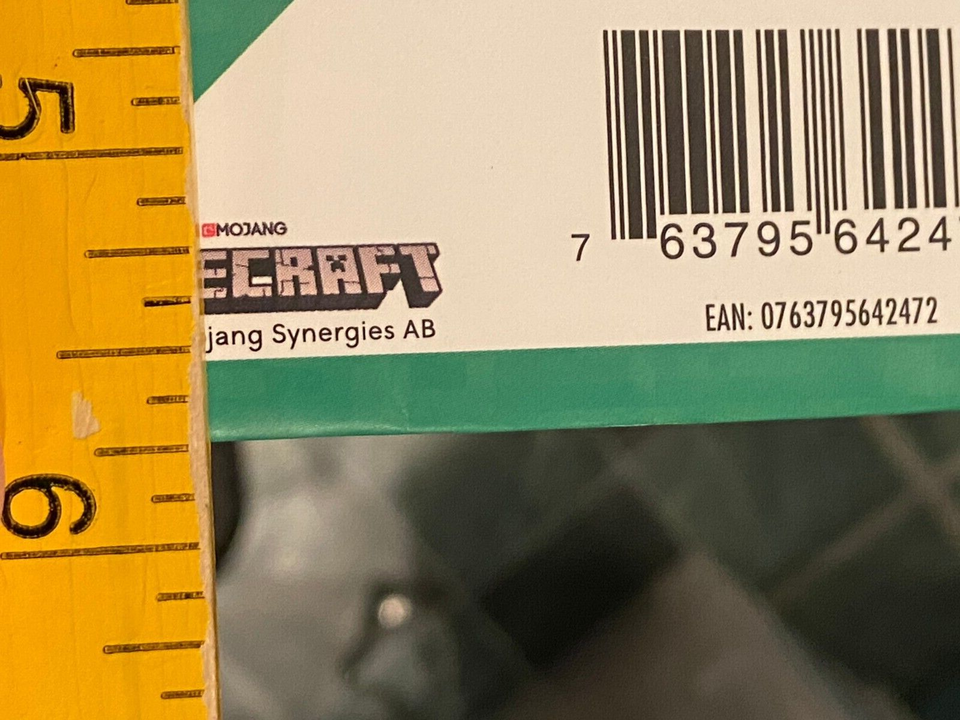 5
MOJANG
ECRAFT
jang Synergies AB
7 63795 6424
EAN: 0763795642472
6